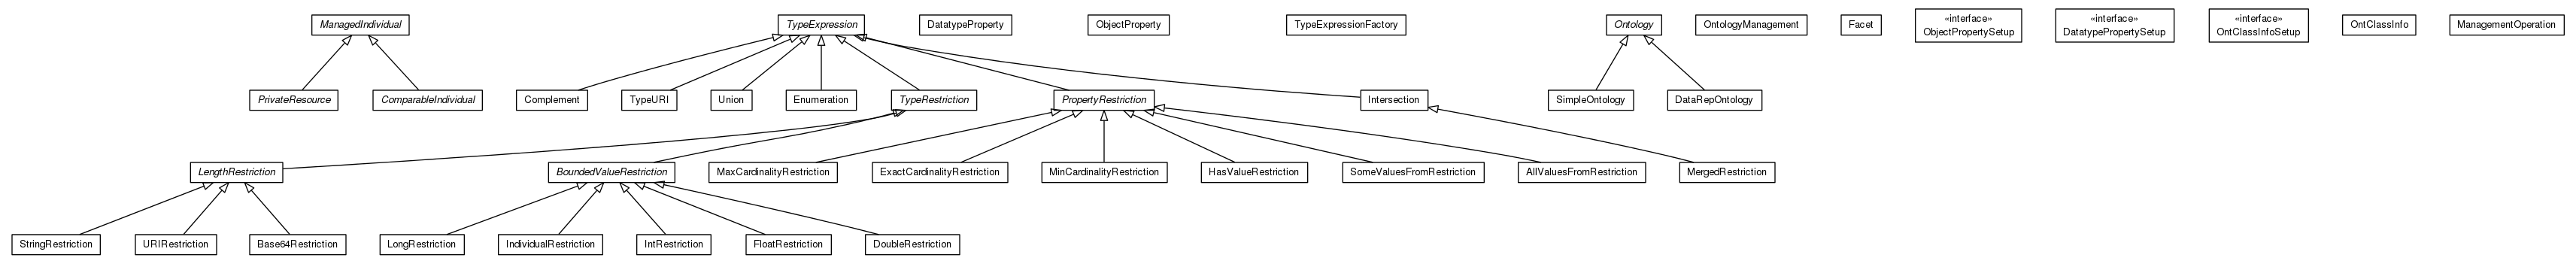 ManagedIndividual
TypeExpression
DatatypeProperty
ObjectProperty
TypeExpressionFactory
Ontology
OntologyManagement
Facet
«interface»
ObjectPropertySetup
«interface»
DatatypePropertySetup
«interface»
OntClassInfoSetup
OntClassInfo
ManagementOperation
PrivateResource
ComparableIndividual
Complement
TypeURI
Union
Enumeration
TypeRestriction
PropertyRestriction
Intersection
SimpleOntology
DataRepOntology
LengthRestriction
BoundedValueRestriction
MaxCardinalityRestriction
ExactCardinalityRestriction
MinCardinalityRestriction
HasValueRestriction
SomeValuesFromRestriction
AllValuesFromRestriction
MergedRestriction
StringRestriction
URIRestriction
Base64Restriction
LongRestriction
IndividualRestriction
IntRestriction
FloatRestriction
DoubleRestriction